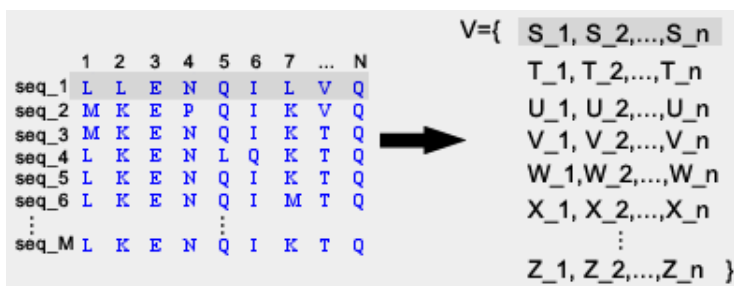 1 2 3 4 5 6 7 ... N
seq_1 L L E N Q I L V Q
seq_2 M K E P Q I K V Q
seq_3 M K E N Q I K T Q
seq_4 L K E N L Q K T Q
seq_5 L K E N Q I K T Q
seq_6 L K E N Q I M T Q
seq_M L K E N Q I K T Q
V={ S_1, S_2,...,S_n
T_1, T_2,...,T_n
U_1, U_2,...,U_n
V_1, V_2,...,V_n
W_1,W_2,...,W_n
X_1, X_2,...,X_n
Z_1, Z_2,...,Z_n }